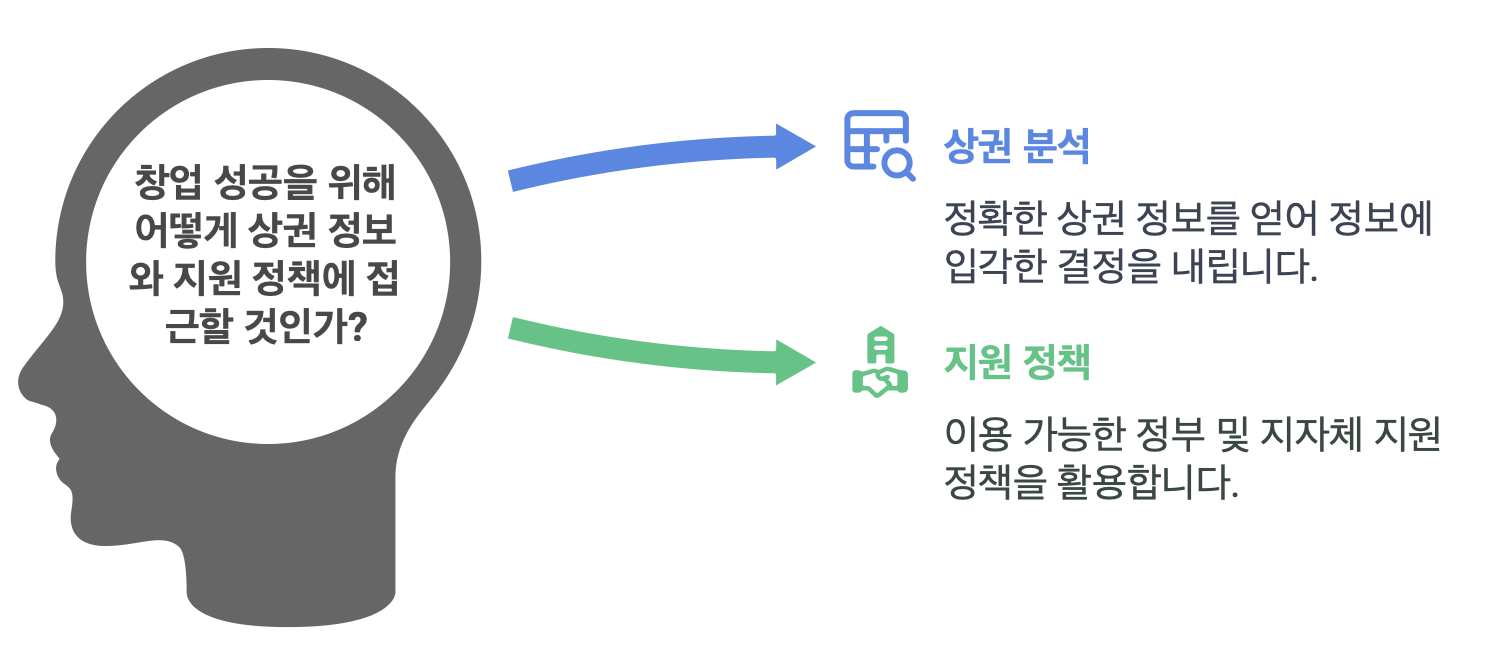 창업 성공을 위해
어떻게 상권 정보
와 지원 정책에 접
근할 것인가?
상권 분석
정확한 상권 정보를 얻어 정보에
입각한 결정을 내립니다.
지원 정책
이용 가능한 정부 및 지자체 지원
정책을 활용합니다.